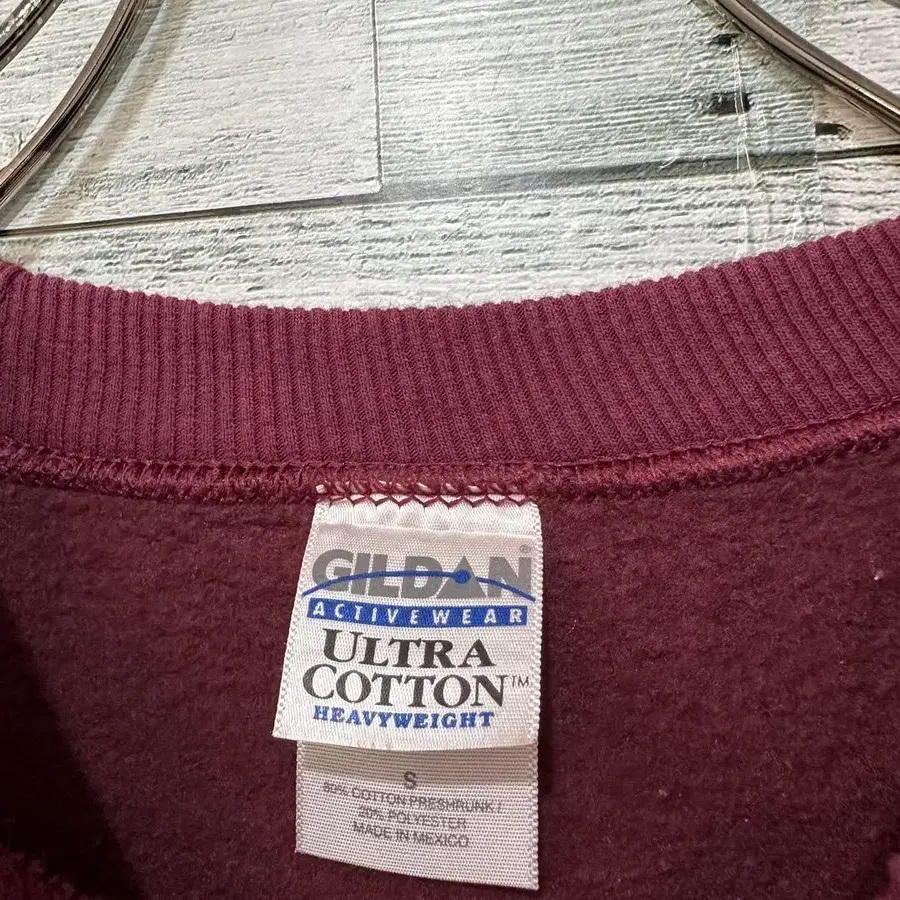 GILDAN®
ACTIVEWEAR
ULTRA
COTTON™
HEAVYWEIGHT
S
80% COTTON PRESHRUNK /
20% POLYESTER
MADE IN MEXICO